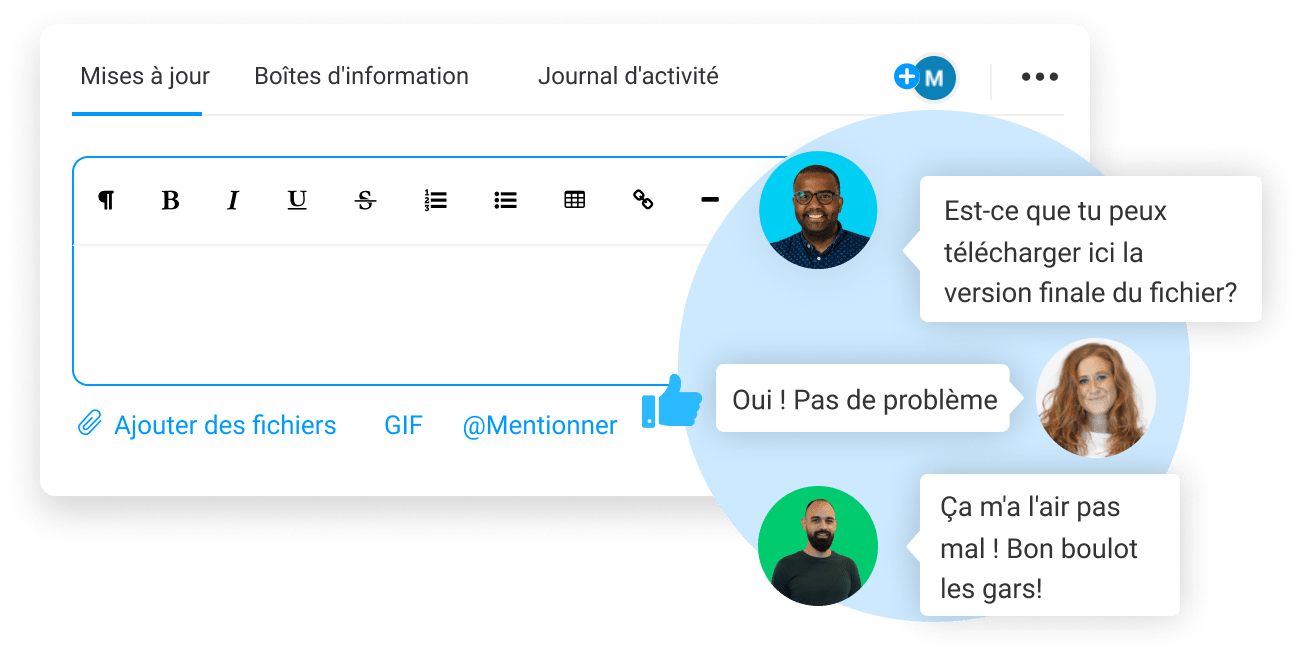 Mises à jour
Boîtes d'information
Journal d'activité
M
¶ B I U S
Est-ce que tu peux
télécharger ici la
version finale du fichier?
Oui ! Pas de problème
Ajouter des fichiers
GIF
@Mentionner
Ça m'a l'air pas
mal ! Bon boulot
les gars!